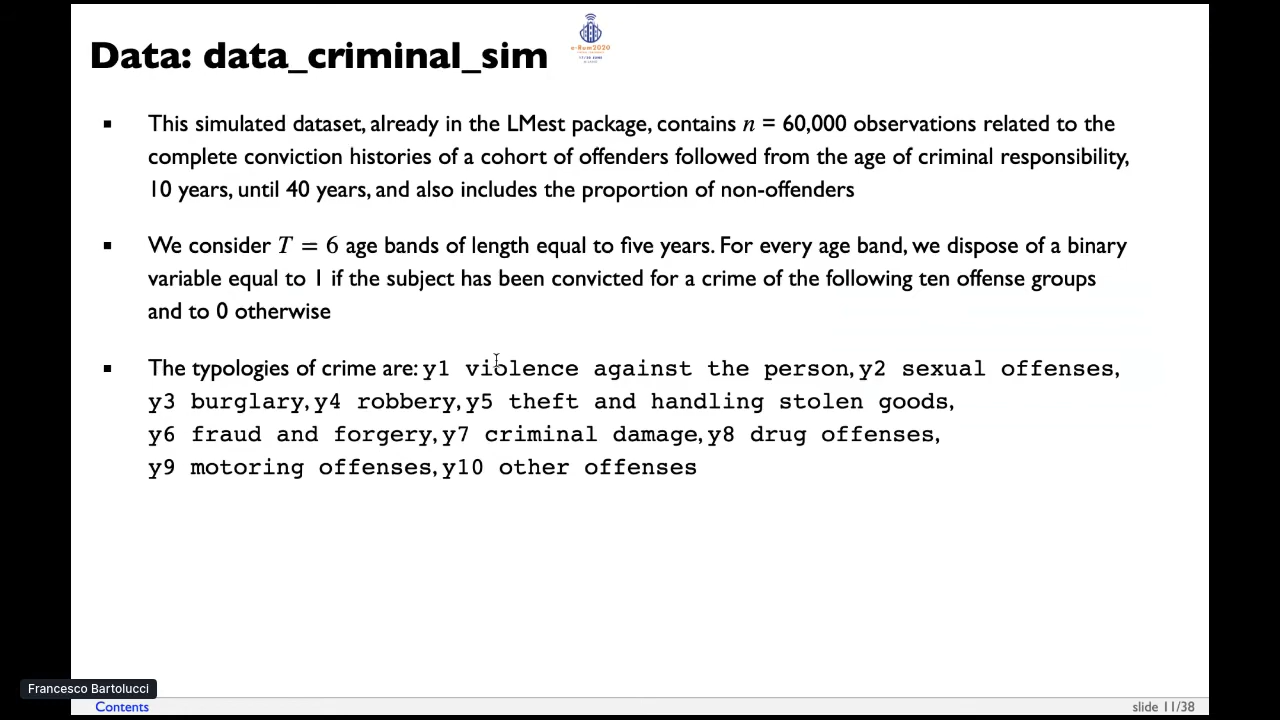 Data: data_criminal_sim
e-Rum2020
This simulated dataset, already in the LMest package, contains n = 60,000 observations related to the
complete conviction histories of a cohort of offenders followed from the age of criminal responsibility,
10 years, until 40 years, and also includes the proportion of non-offenders
We consider T = 6 age bands of length equal to five years. For every age band, we dispose of a binary
variable equal to 1 if the subject has been convicted for a crime of the following ten offense groups
and to 0 otherwise
The typologies of crime are: y1 violence against the person, y2 sexual offenses,
y3 burglary, y4 robbery, y5 theft and handling stolen goods,
y6 fraud and forgery, y7 criminal damage, y8 drug offenses,
y9 motoring offenses, y10 other offenses
Francesco Bartolucci
Contents
slide 11/38